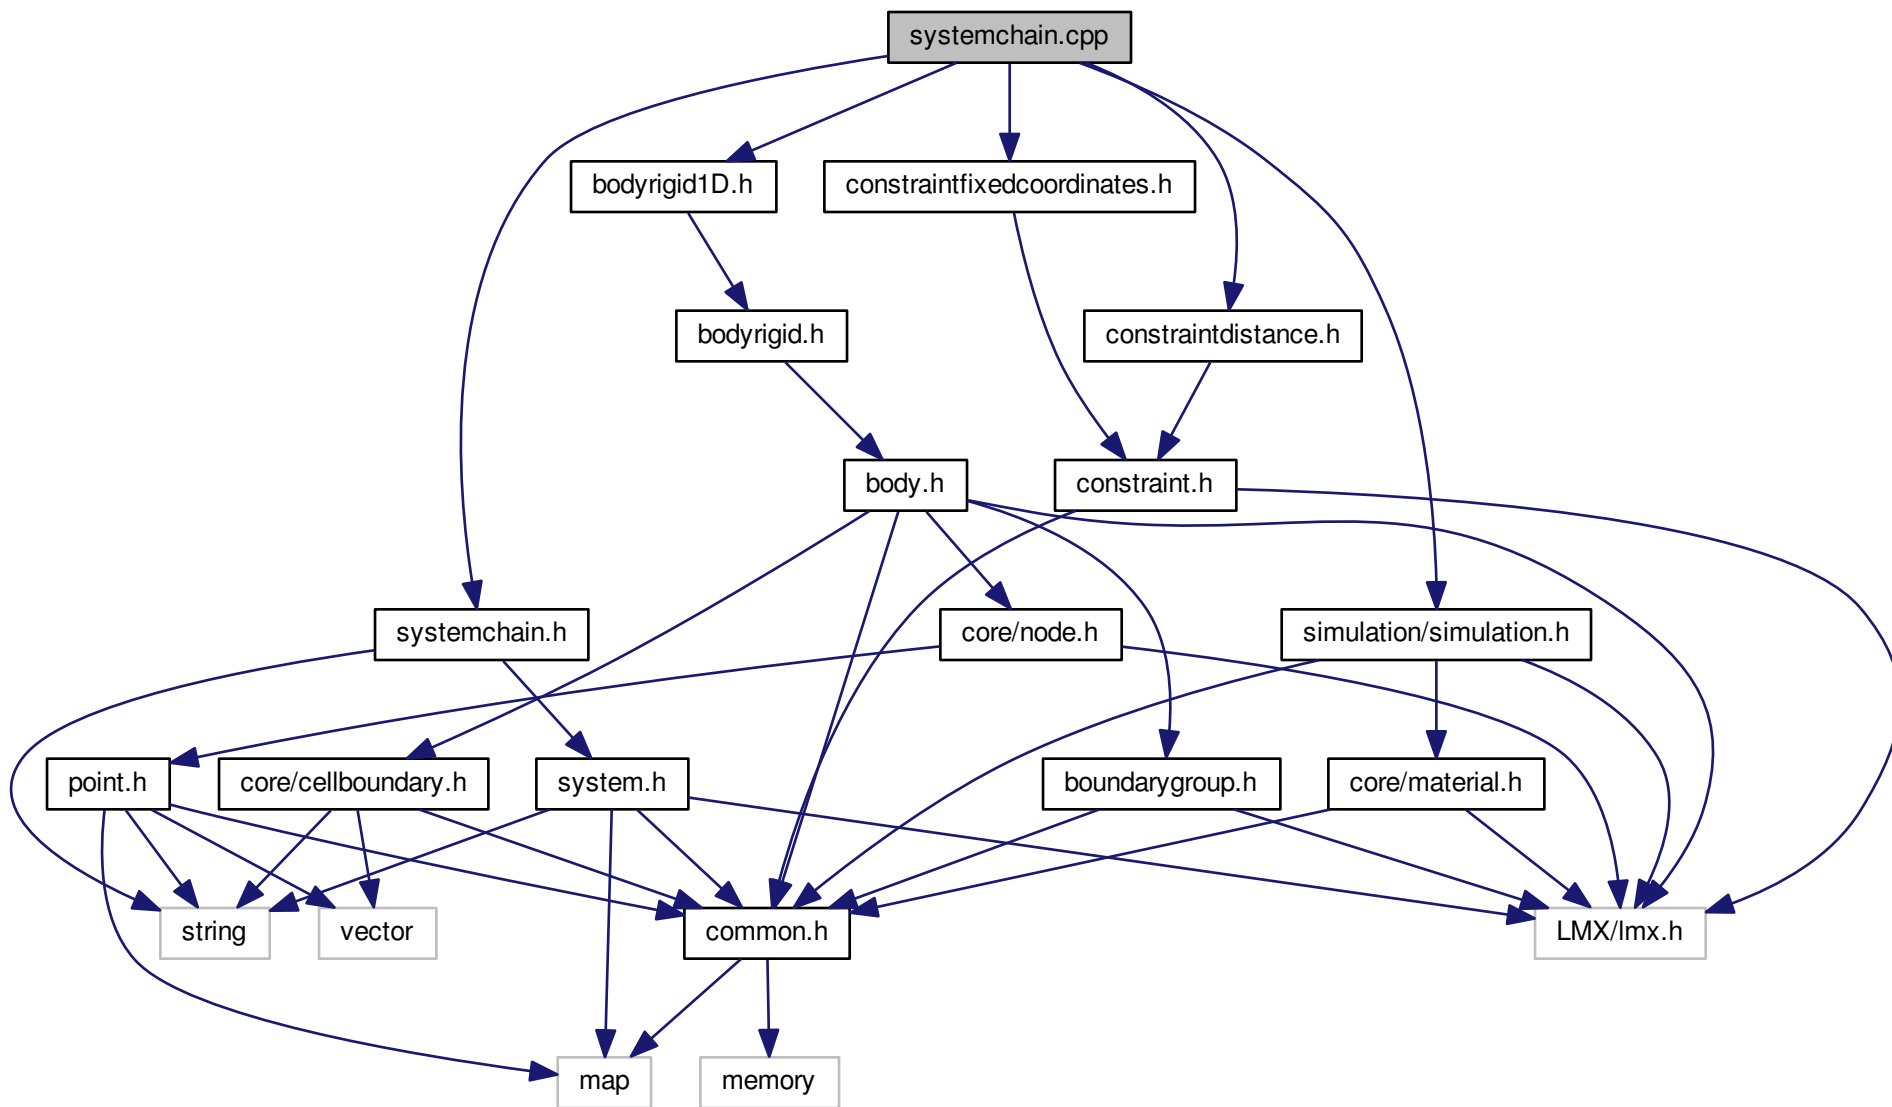 systemchain.cpp
bodyrigid1D.h
constraintfixedcoordinates.h
bodyrigid.h
constraintdistance.h
body.h
constraint.h
systemchain.h
core/node.h
simulation/simulation.h
point.h
core/cellboundary.h
system.h
boundarygroup.h
core/material.h
string
vector
common.h
LMX/lmx.h
map
memory